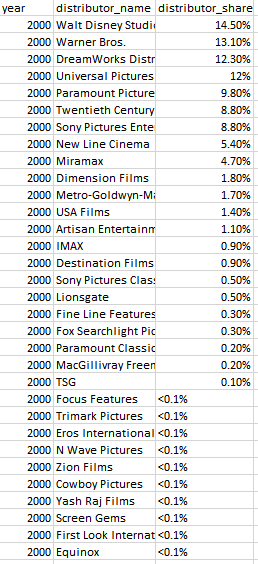 year distributor_name distributor_share
2000 Walt Disney Studi 14.50%
2000 Warner Bros. 13.10%
2000 DreamWorks Distr 12.30%
2000 Universal Pictures 12%
2000 Paramount Picture 9.80%
2000 Twentieth Century 8.80%
2000 Sony Pictures Ente 8.80%
2000 New Line Cinema 5.40%
2000 Miramax 4.70%
2000 Dimension Films 1.80%
2000 Metro-Goldwyn-Ma 1.70%
2000 USA Films 1.40%
2000 Artisan Entertainm 1.10%
2000 IMAX 0.90%
2000 Destination Films 0.90%
2000 Sony Pictures Class 0.50%
2000 Lionsgate 0.50%
2000 Fine Line Features 0.30%
2000 Fox Searchlight Pic 0.30%
2000 Paramount Classic 0.20%
2000 MacGillivray Freen 0.20%
2000 TSG 0.10%
2000 Focus Features <0.1%
2000 Trimark Pictures <0.1%
2000 Eros International <0.1%
2000 N Wave Pictures <0.1%
2000 Zion Films <0.1%
2000 Cowboy Pictures <0.1%
2000 Yash Raj Films <0.1%
2000 Screen Gems <0.1%
2000 First Look Internat <0.1%
2000 Equinox <0.1%